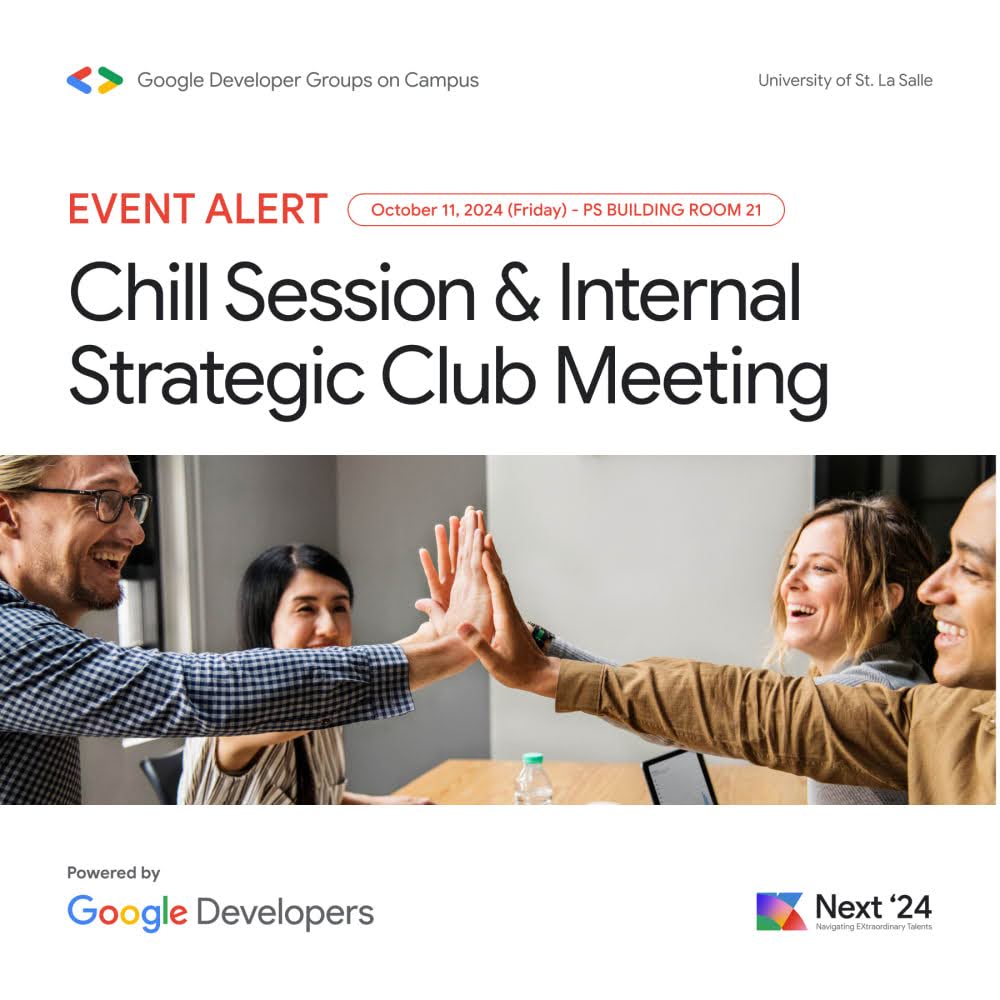 Google Developer Groups on Campus
University of St. La Salle
EVENT ALERT
October 11, 2024 (Friday) - PS BUILDING ROOM 21
Chill Session & Internal
Strategic Club Meeting
Powered by
Google Developers
Next ‘24
Navigating EXtraordinary Talents